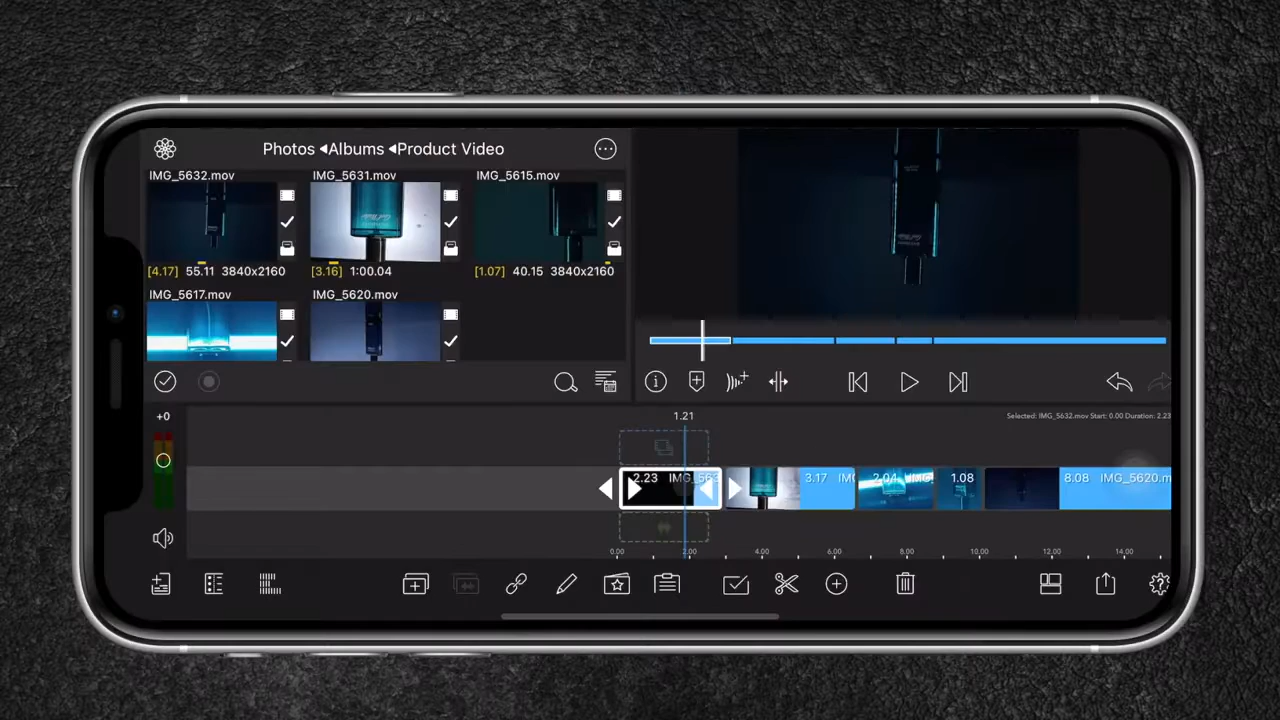 Photos ◀Albums ◀Product Video
IMG_5632.mov
IMG_5631.mov
IMG_5615.mov
[4.17] 55.11 3840x2160
[3.16] 1:00.04
[1.07] 40.15 3840x2160
IMG_5617.mov
IMG_5620.mov
+0
1.21
Selected: IMG_5632.mov Start: 0.00 Duration: 2.23
2.23 IMG_563
3.17 IM
2.04 IMG
1.08
8.08 IMG_5620.m
0.00 2.00 4.00 6.00 8.00 10.00 12.00 14.00